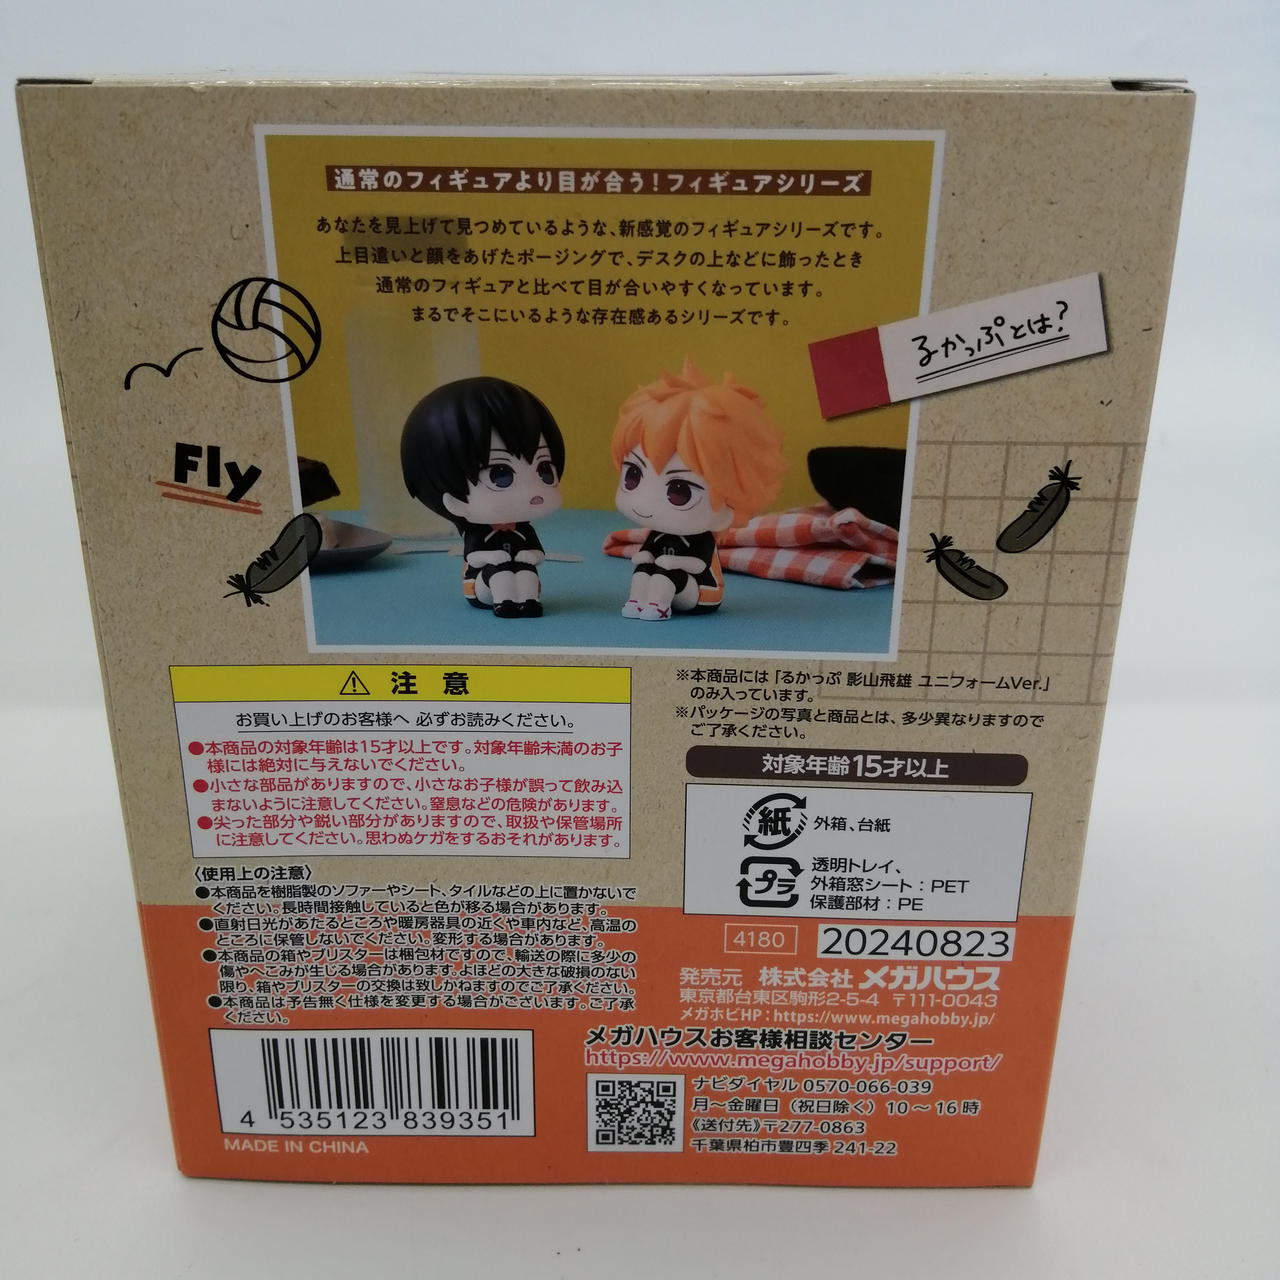 通常のフィギュアより目が合う！フィギュアシリーズ
あなたを見上げて見つめているような、新感覚のフィギュアシリーズです。
上目遣いと顔をあげたポージングで、デスクの上などに飾ったとき
通常のフィギュアと比べて目が合いやすくなっています。
まるでそこにいるような存在感あるシリーズです。
るかっぷとは?
Fly
9
10
注意
お買い上げのお客様へ 必ずお読みください。
●本商品の対象年齢は15才以上です。対象年齢未満のお子
様には絶対に与えないでください。
●小さな部品がありますので、小さなお子様が誤って飲み込
まないように注意してください。窒息などの危険があります。
●尖った部分や鋭い部分がありますので、取扱や保管場所
に注意してください。思わぬケガをするおそれがあります。
〈使用上の注意〉
●本商品を樹脂製のソファーやシート、タイルなどの上に置かないで
ください。長時間接触していると色が移る場合があります。
●直射日光があたるところや暖房器具の近くや車内など、高温の
ところに保管しないでください。変形する場合があります。
●本商品の箱やブリスターは梱包材ですので、輸送の際に多少の
傷やへこみが生じる場合があります。よほどの大きな破損のない
限り、箱やブリスターの交換は致しかねますのでご了承ください。
●本商品は予告無く仕様を変更する場合がございます。ご了承
ください。
4 535123 839351
MADE IN CHINA
※本商品には「るかっぷ 影山飛雄 ユニフォームVer.」
のみ入っています。
※パッケージの写真と商品とは、多少異なりますので
ご了承ください。
対象年齢15才以上
紙 外箱、台紙
プラ 透明トレイ、
外箱窓シート：PET
保護部材：PE
4180 20240823
発売元 株式会社メガハウス
東京都台東区駒形2-5-4 〒111-0043
メガホビHP：https://www.megahobby.jp/
メガハウスお客様相談センター
https://www.megahobby.jp/support/
ナビダイヤル 0570-066-039
月〜金曜日（祝日除く）10〜16時
《送付先》〒277-0863
千葉県柏市豊四季241-22